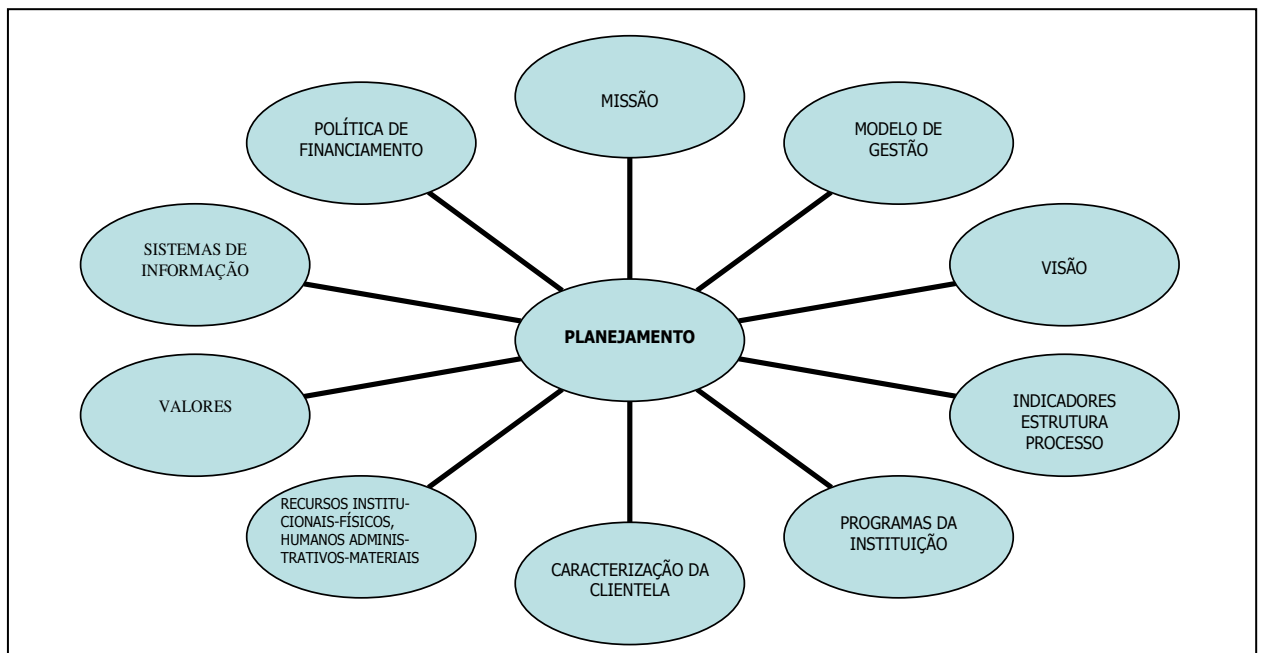 MISSÃO
POLÍTICA DE
FINANCIAMENTO
MODELO DE
GESTÃO
SISTEMAS DE
INFORMAÇÃO
VISÃO
PLANEJAMENTO
VALORES
INDICADORES
ESTRUTURA
PROCESSO
RECURSOS INSTITU-
CIONAIS-FÍSICOS,
HUMANOS ADMINIS-
TRATIVOS-MATERIAIS
PROGRAMAS DA
INSTITUIÇÃO
CARACTERIZAÇÃO DA
CLIENTELA